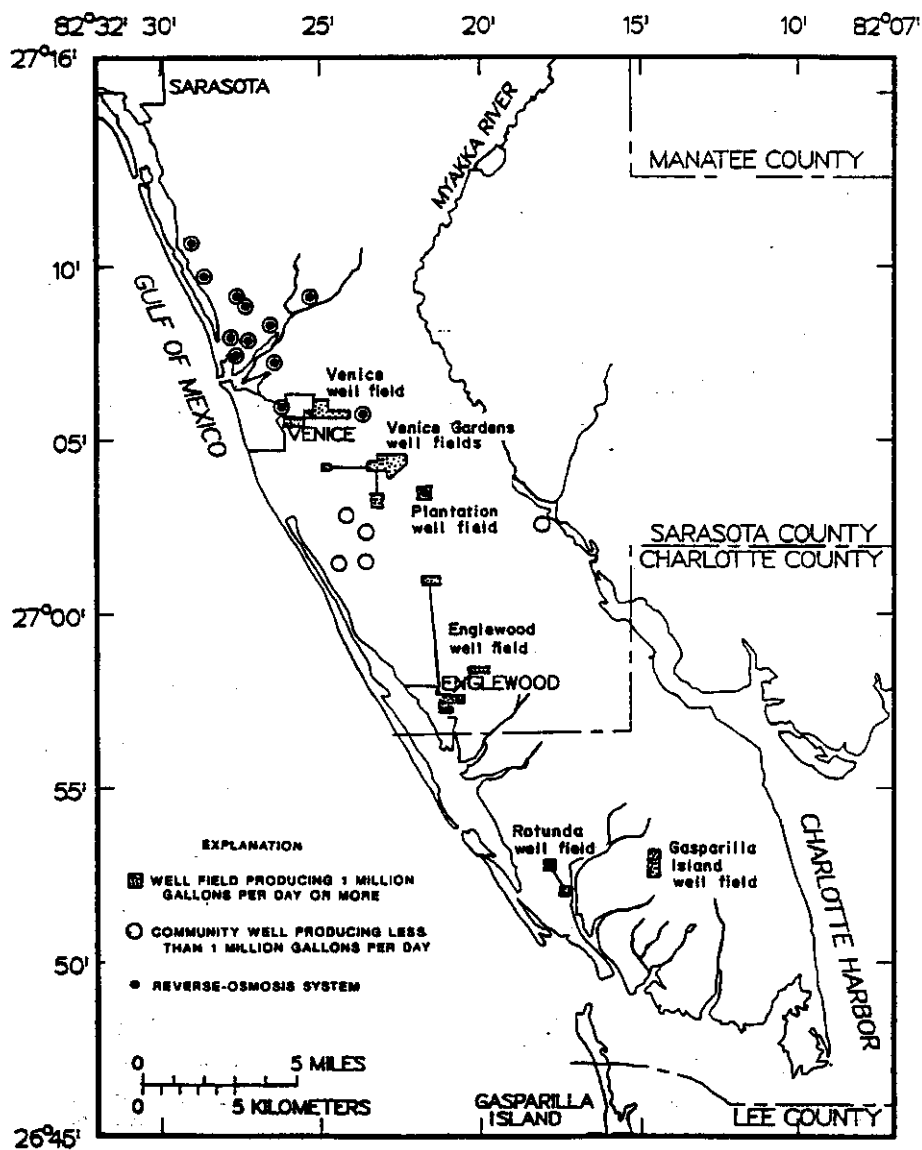 82°32' 30' 25' 20' 15' 10' 82°07'
27°16'
SARASOTA
MYAKKA RIVER
MANATEE COUNTY
10'
GULF OF MEXICO
Venice
well field
VENICE
05'
Venice Gardens
well fields
Plantation
well field
SARASOTA COUNTY
CHARLOTTE COUNTY
27°00'
Englewood
well field
ENGLEWOOD
55'
Rotunda
well field
Gasparilla
Island
well field
CHARLOTTE HARBOR
EXPLANATION
WELL FIELD PRODUCING 1 MILLION
GALLONS PER DAY OR MORE
COMMUNITY WELL PRODUCING LESS
THAN 1 MILLION GALLONS PER DAY
50'
REVERSE-OSMOSIS SYSTEM
0 5 MILES
0 5 KILOMETERS
GASPARILLA
ISLAND
LEE COUNTY
26°45'